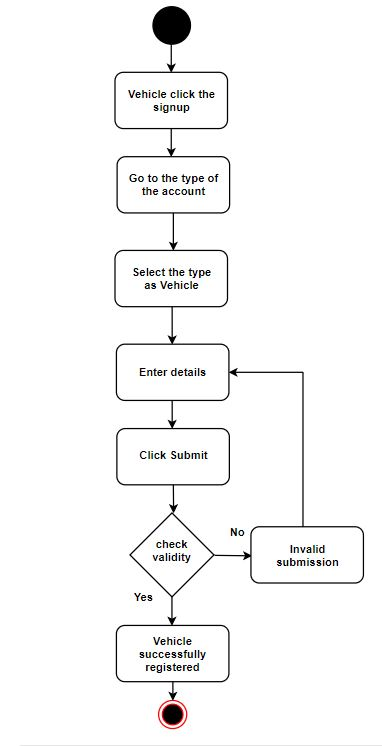 Vehicle click the
signup
Go to the type of
the account
Select the type
as Vehicle
Enter details
Click Submit
check
validity
No
Invalid
submission
Yes
Vehicle
successfully
registered